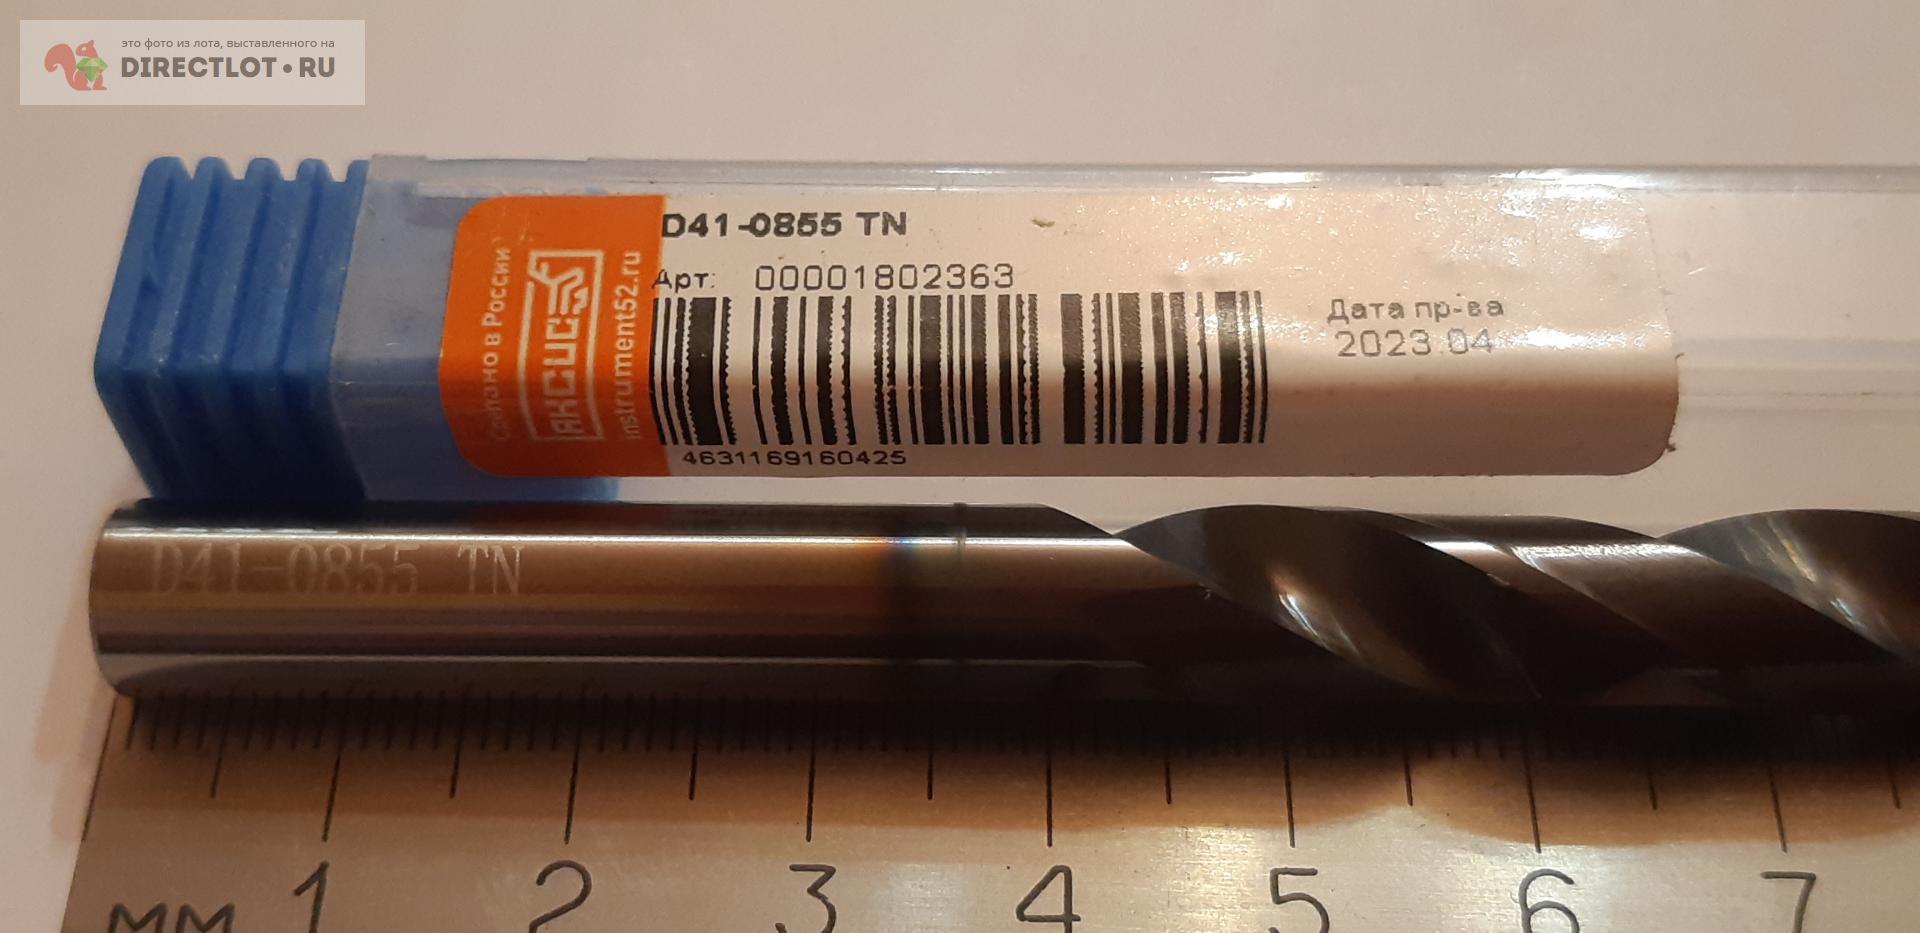 это фото из лота, выставленного на
DIRECTLOT.RU
D41-0855 TN
Арт: 00001802363
Сделано в России
АКСИС
instrument52.ru
Дата пр-ва
2023.04
4631169160425
D41-0855 TN
мм 1 2 3 4 5 6 7